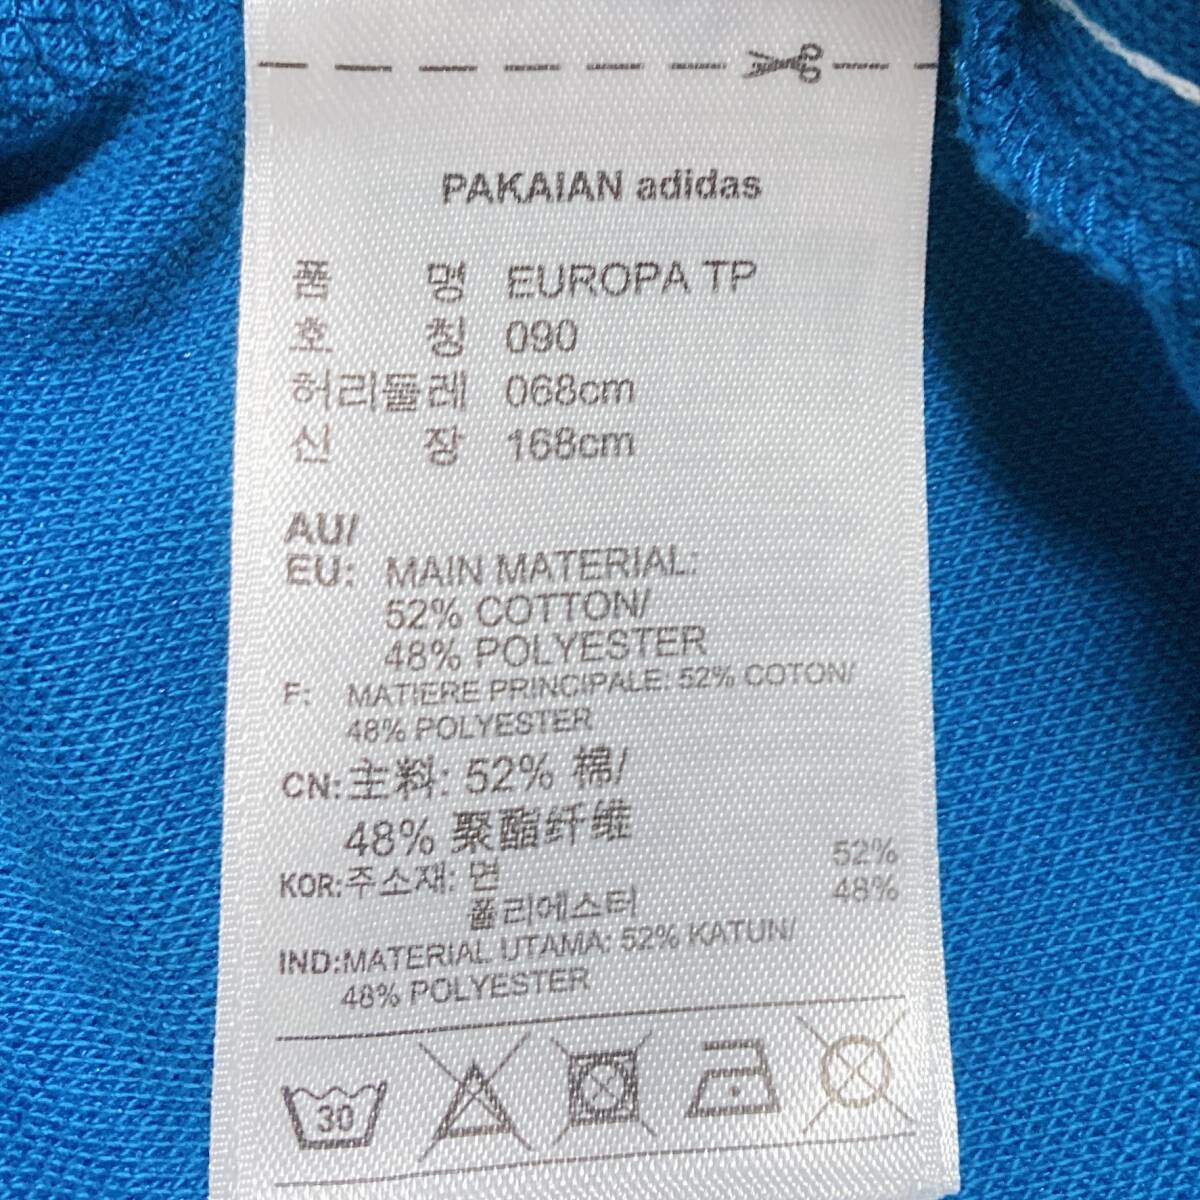 PAKAIAN adidas
품 명 EUROPA TP
호 칭 090
허리둘레 068cm
신 장 168cm
AU/
EU: MAIN MATERIAL:
52% COTTON/
48% POLYESTER
F: MATIERE PRINCIPALE: 52% COTON/
48% POLYESTER
CN:主料: 52% 棉/
48% 聚酯纤维
KOR:주소재: 면 52%
폴리에스터 48%
IND:MATERIAL UTAMA: 52% KATUN/
48% POLYESTER
30